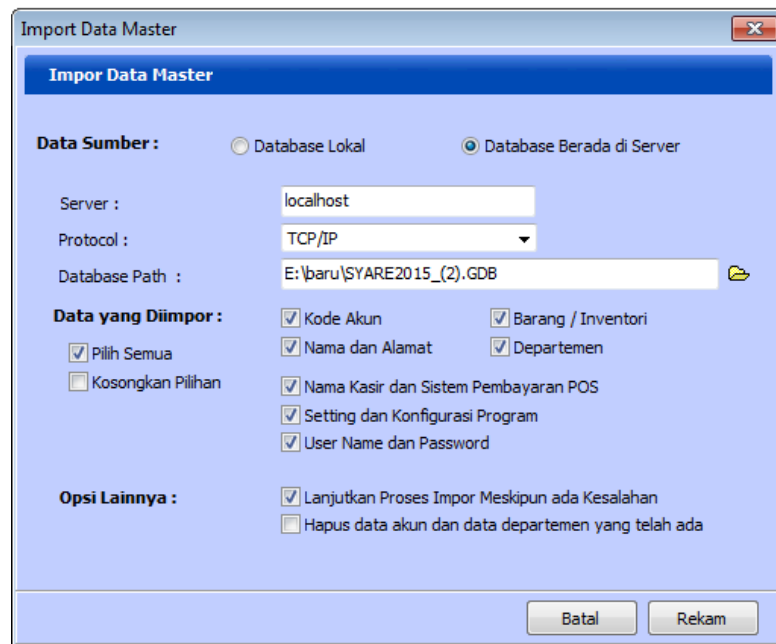 Import Data Master
Impor Data Master
Data Sumber : Database Lokal Database Berada di Server
Server : localhost
Protocol : TCP/IP
Database Path : E:\baru\SYARE2015_(2).GDB
Data yang Diimpor : Kode Akun Barang / Inventori
Pilih Semua Nama dan Alamat Departemen
Kosongkan Pilihan Nama Kasir dan Sistem Pembayaran POS
Setting dan Konfigurasi Program
User Name dan Password
Opsi Lainnya : Lanjutkan Proses Impor Meskipun ada Kesalahan
Hapus data akun dan data departemen yang telah ada
Batal Rekam